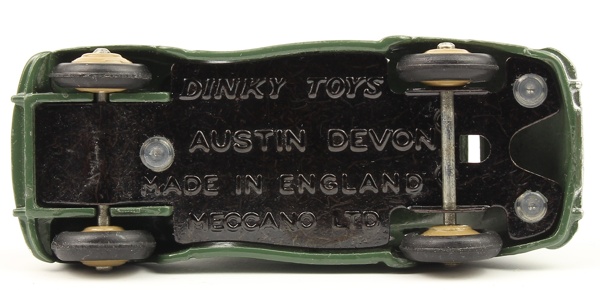 DINKY TOYS
AUSTIN DEVON
MADE IN ENGLAND
MECCANO LTD